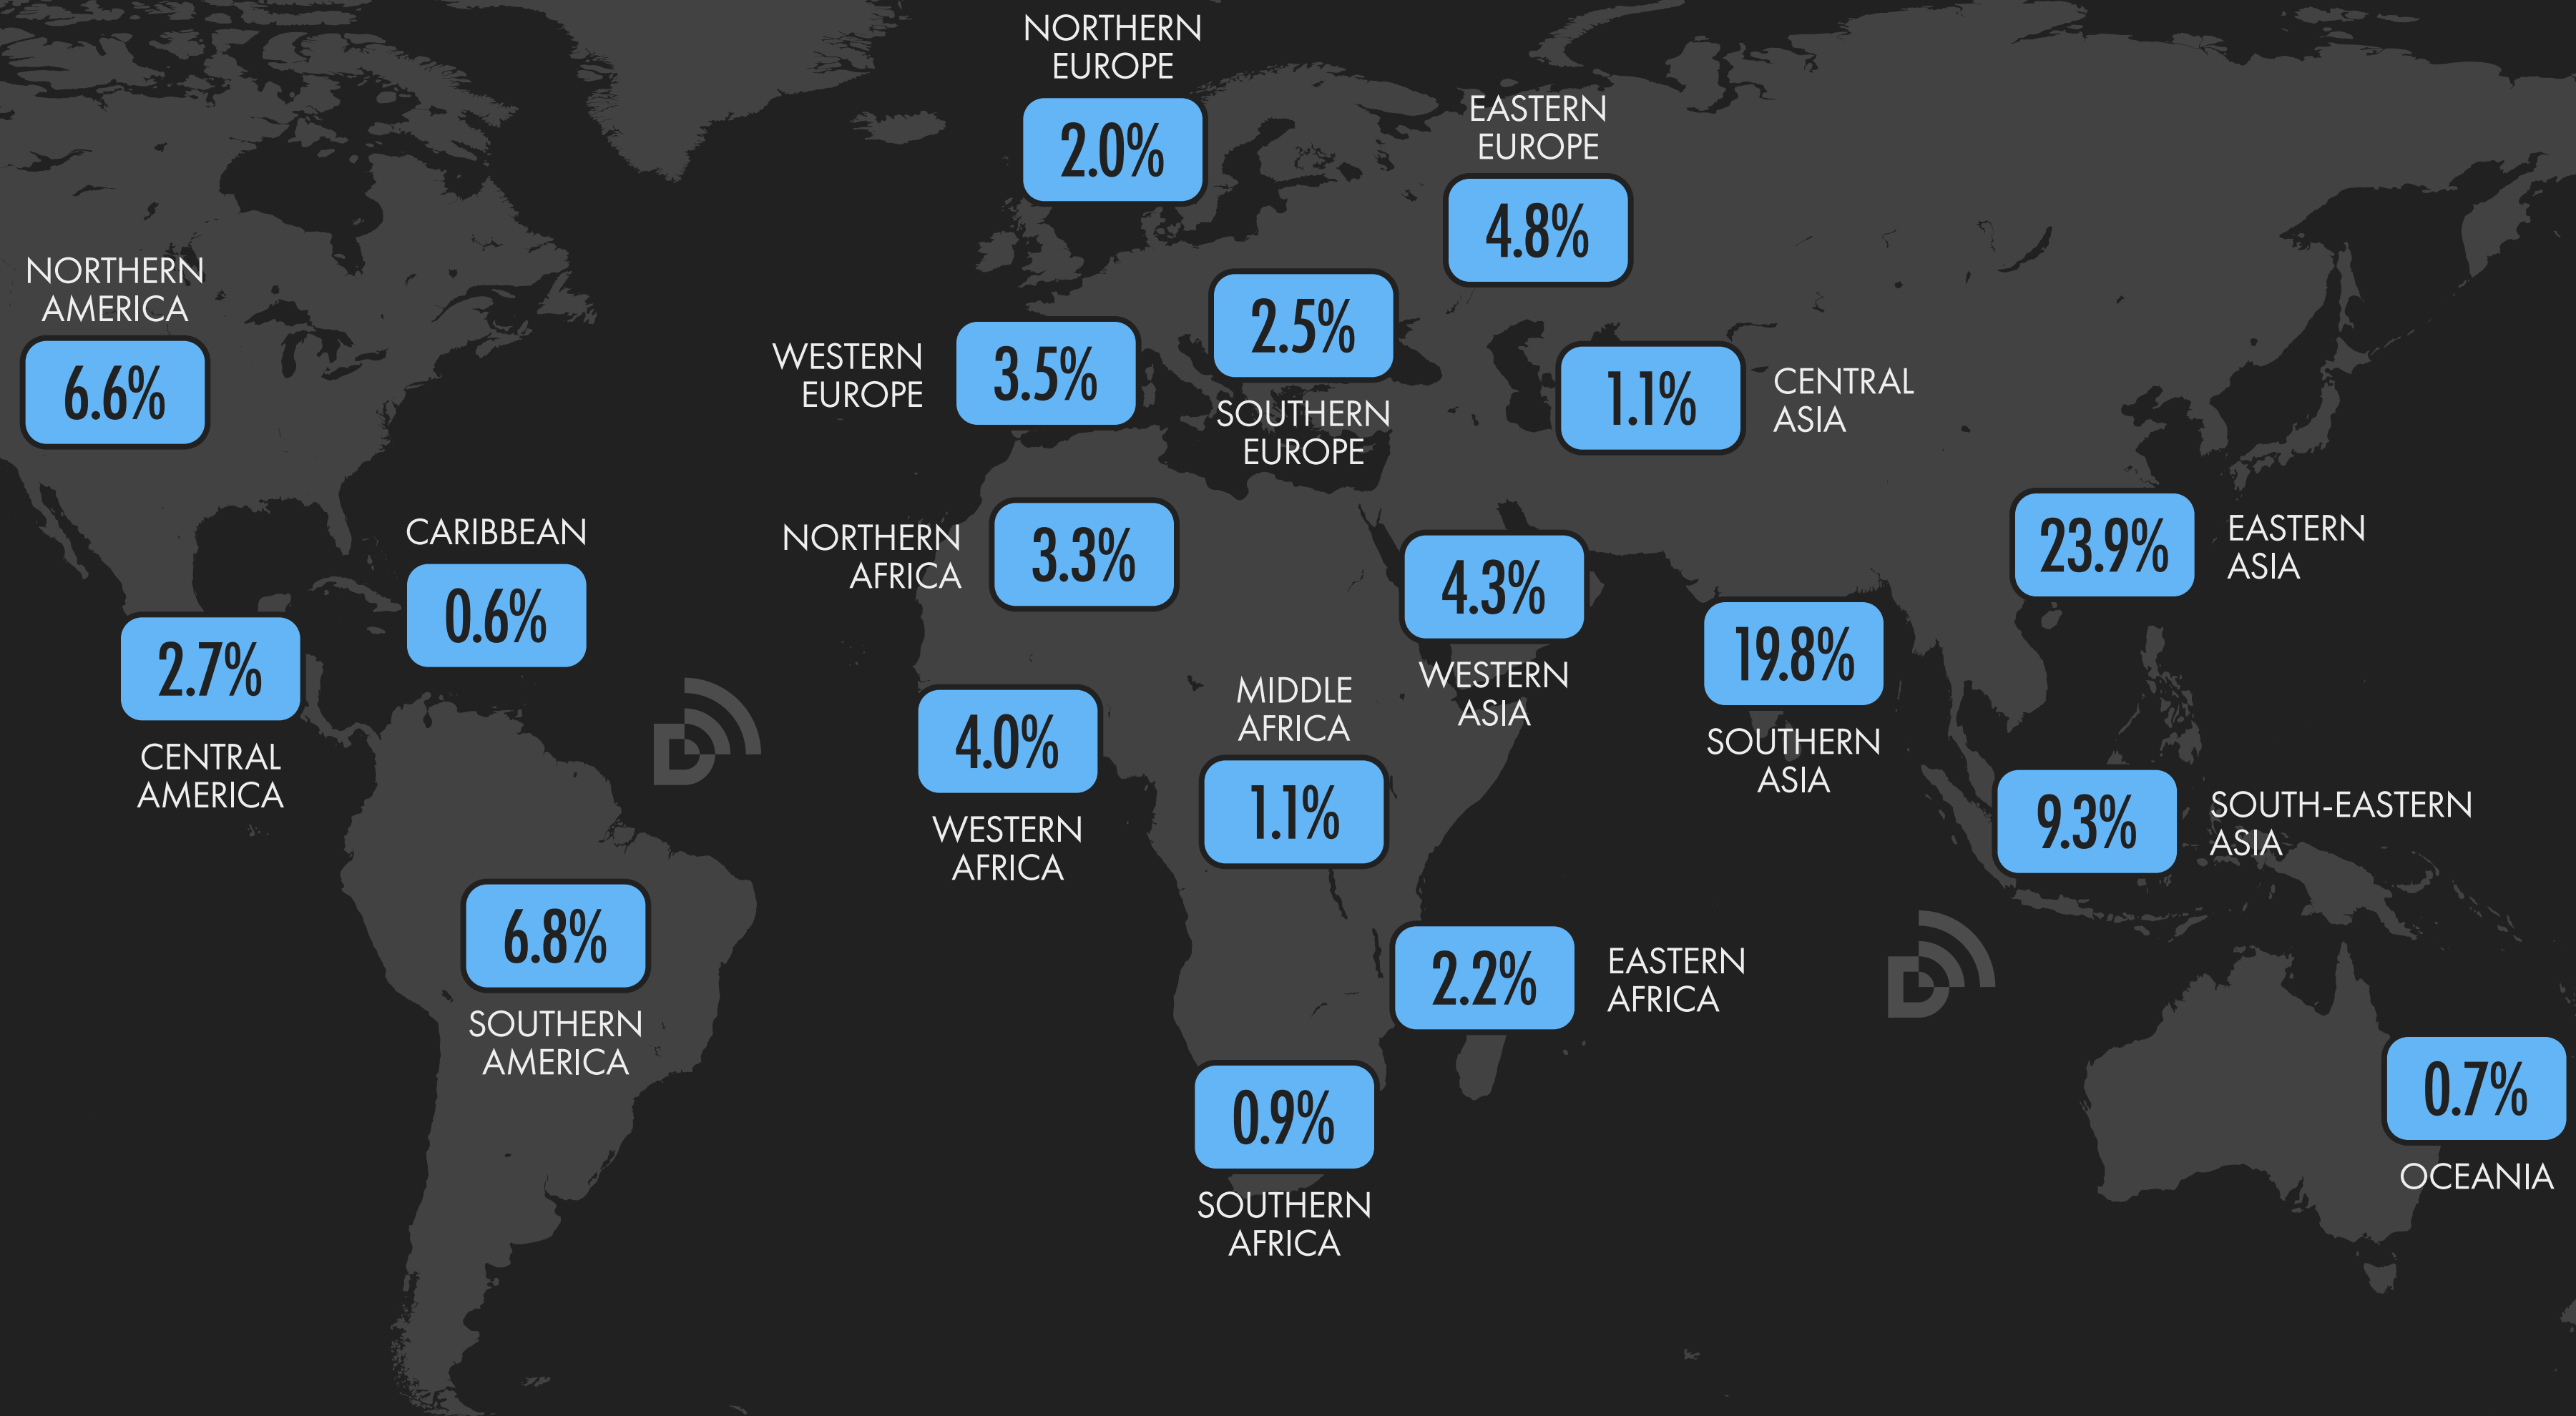 NORTHERN
EUROPE
2.0%
EASTERN
EUROPE
4.8%
NORTHERN
AMERICA
6.6%
WESTERN
EUROPE
3.5%
2.5%
SOUTHERN
EUROPE
1.1%
CENTRAL
ASIA
CARIBBEAN
0.6%
NORTHERN
AFRICA
3.3%
4.3%
WESTERN
ASIA
23.9%
EASTERN
ASIA
2.7%
CENTRAL
AMERICA
19.8%
SOUTHERN
ASIA
4.0%
WESTERN
AFRICA
MIDDLE
AFRICA
1.1%
9.3%
SOUTH-EASTERN
ASIA
6.8%
SOUTHERN
AMERICA
2.2%
EASTERN
AFRICA
0.9%
SOUTHERN
AFRICA
0.7%
OCEANIA